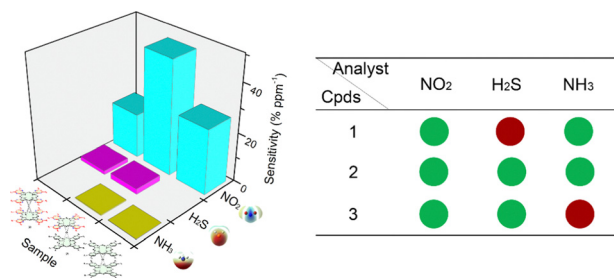 40
20
0
Sensitivity (% ppm⁻¹)
NO₂
H₂S
NH₃
Sample
Analyst
Cpds
NO₂ H₂S NH₃
1
2
3